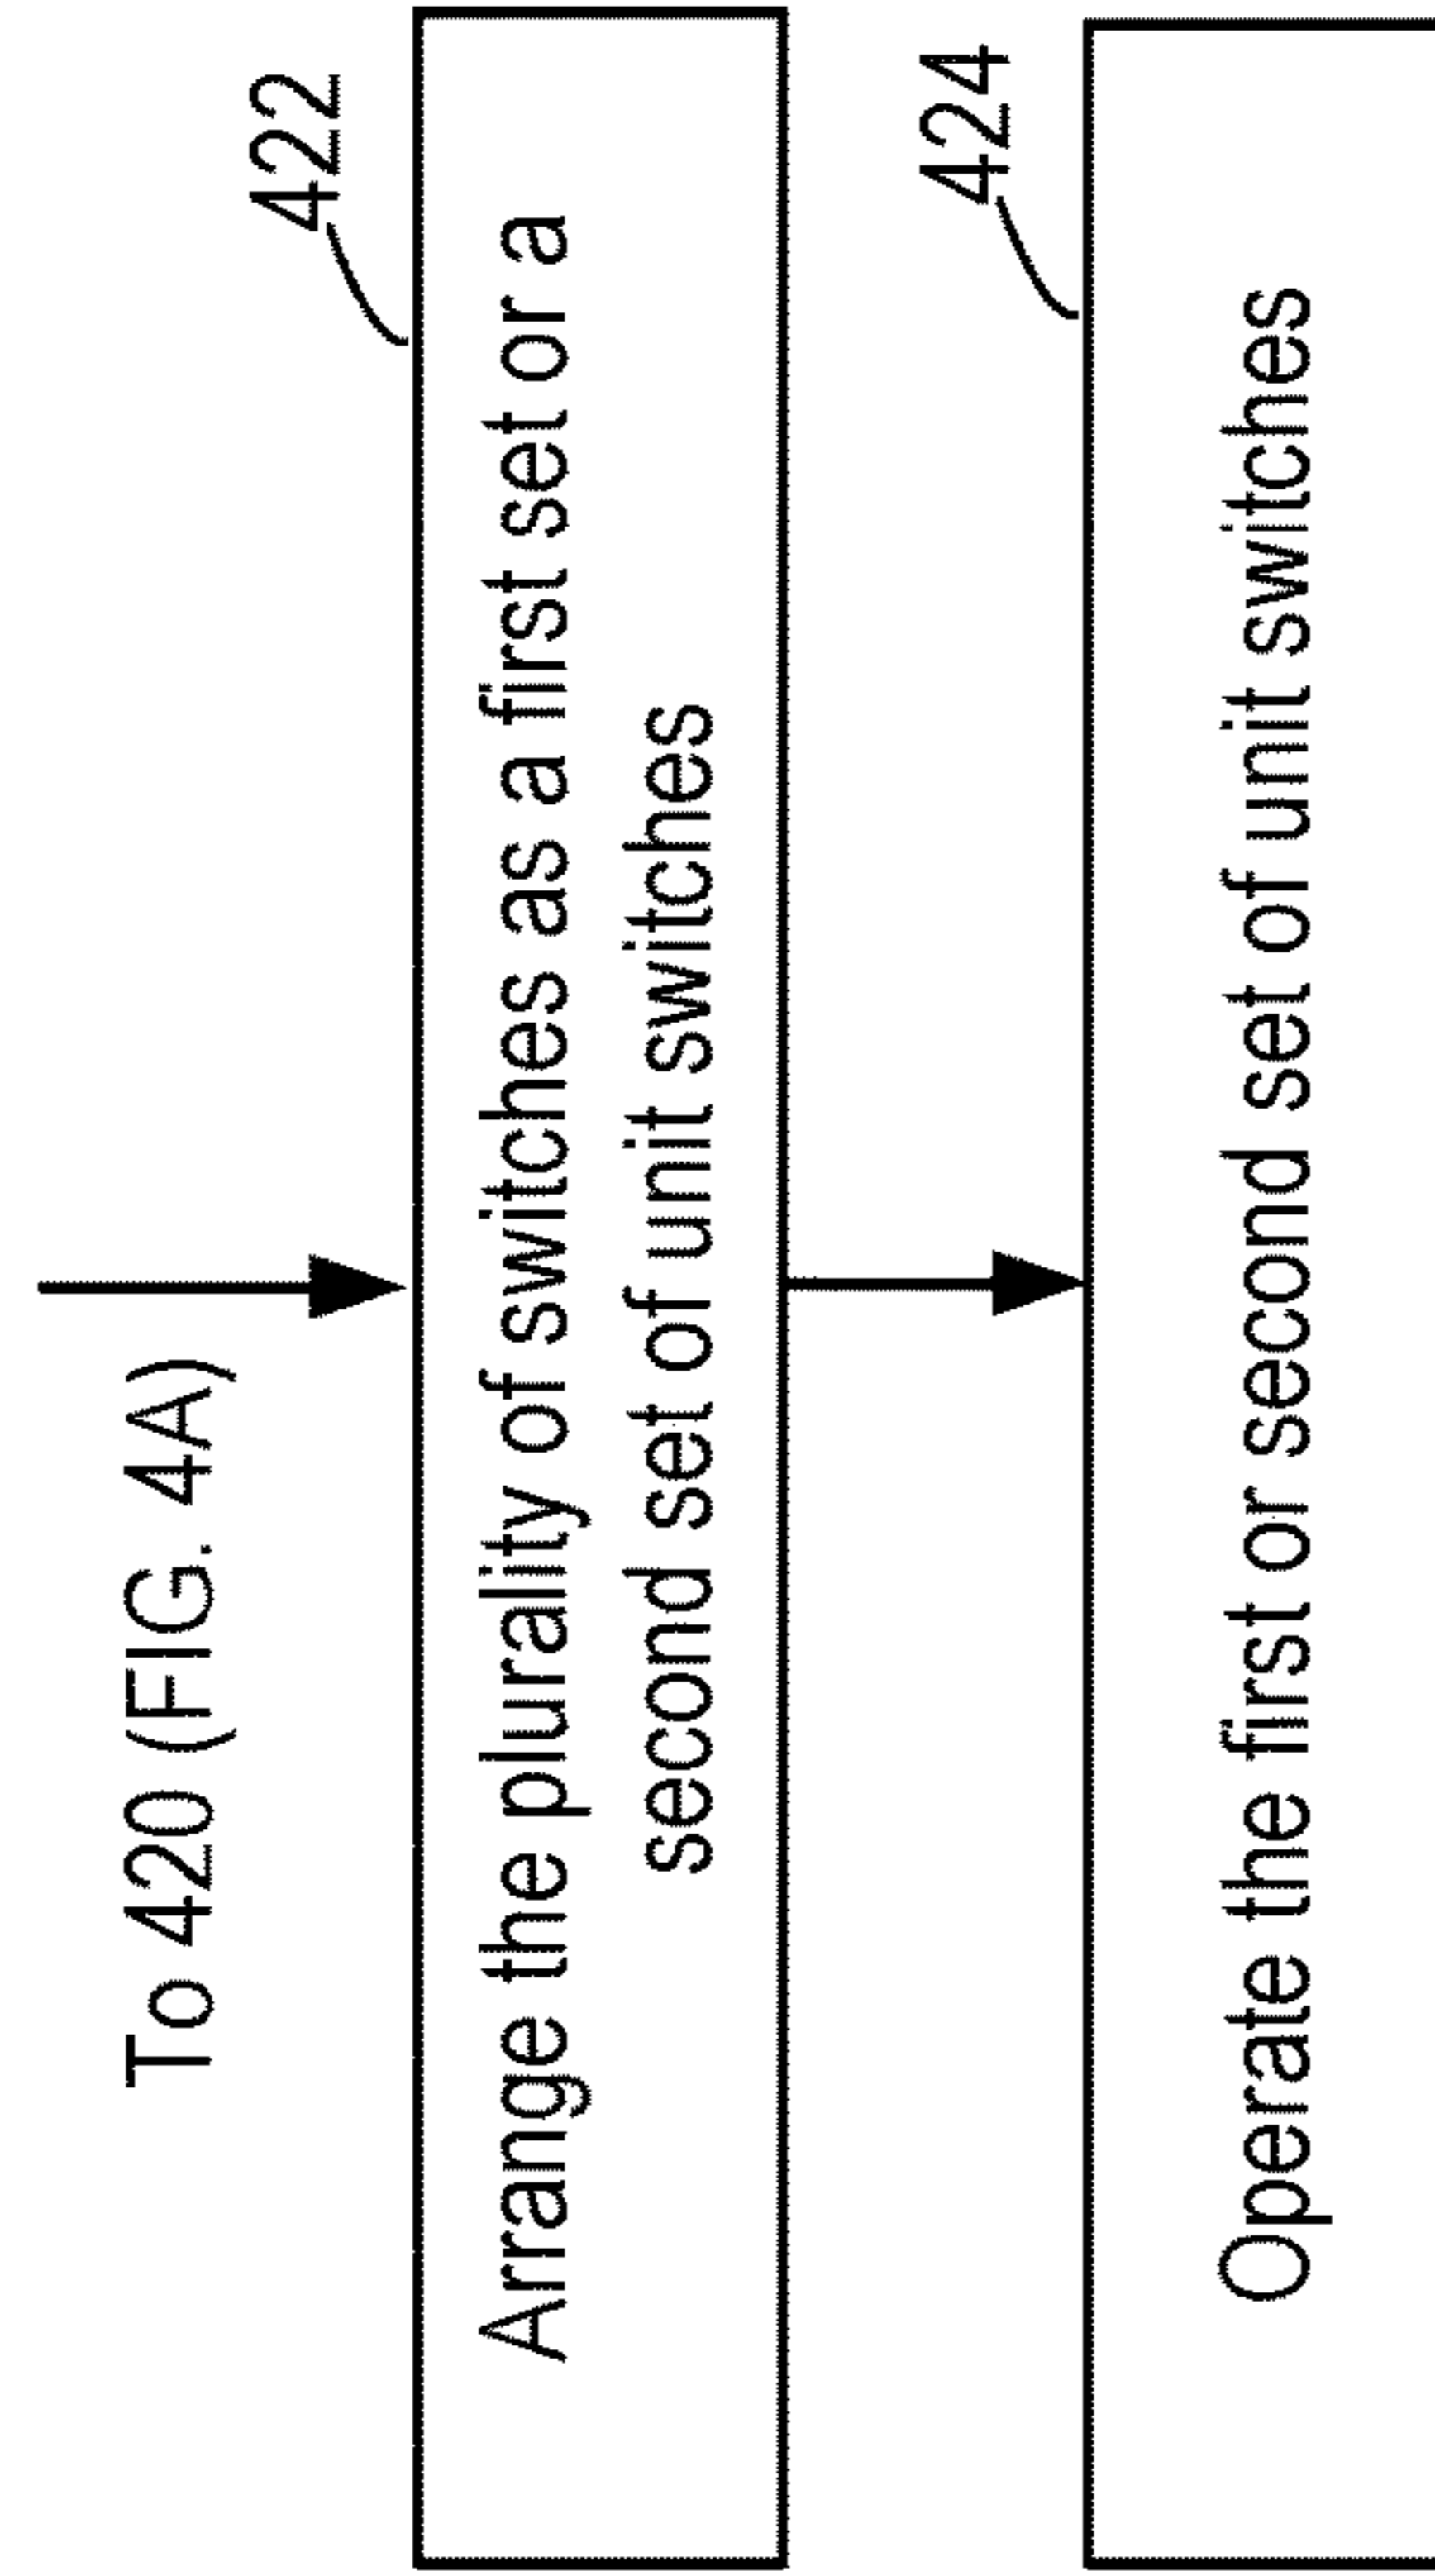 To 420 (FIG. 4A)
422
Arrange the plurality of switches as a first set or a
second set of unit switches
424
Operate the first or second set of unit switches